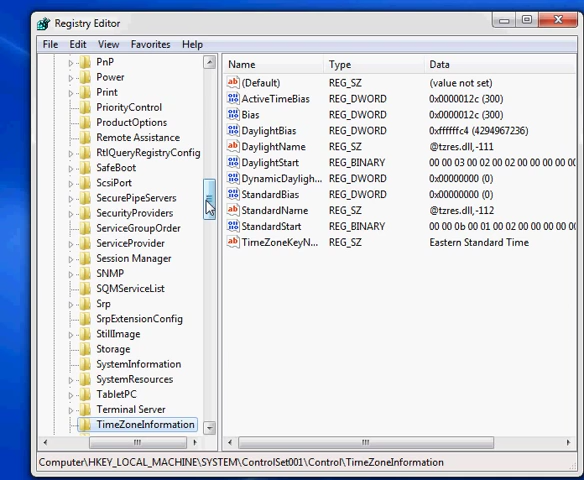 Registry Editor
File Edit View Favorites Help
PnP
Power
Print
PriorityControl
ProductOptions
Remote Assistance
RtlQueryRegistryConfig
SafeBoot
ScsiPort
SecurePipeServers
SecurityProviders
ServiceGroupOrder
ServiceProvider
Session Manager
SNMP
SQMServiceList
Srp
SrpExtensionConfig
StillImage
Storage
SystemInformation
SystemResources
TabletPC
Terminal Server
TimeZoneInformation
Name Type Data
(Default) REG_SZ (value not set)
ActiveTimeBias REG_DWORD 0x0000012c (300)
Bias REG_DWORD 0x0000012c (300)
DaylightBias REG_DWORD 0xffffffc4 (4294967236)
DaylightName REG_SZ @tzres.dll,-111
DaylightStart REG_BINARY 00 00 03 00 02 00 02 00 00 00 00 00
DynamicDayligh... REG_DWORD 0x00000000 (0)
StandardBias REG_DWORD 0x00000000 (0)
StandardName REG_SZ @tzres.dll,-112
StandardStart REG_BINARY 00 00 0b 00 01 00 02 00 00 00 00 00
TimeZoneKeyN... REG_SZ Eastern Standard Time
Computer\HKEY_LOCAL_MACHINE\SYSTEM\ControlSet001\Control\TimeZoneInformation